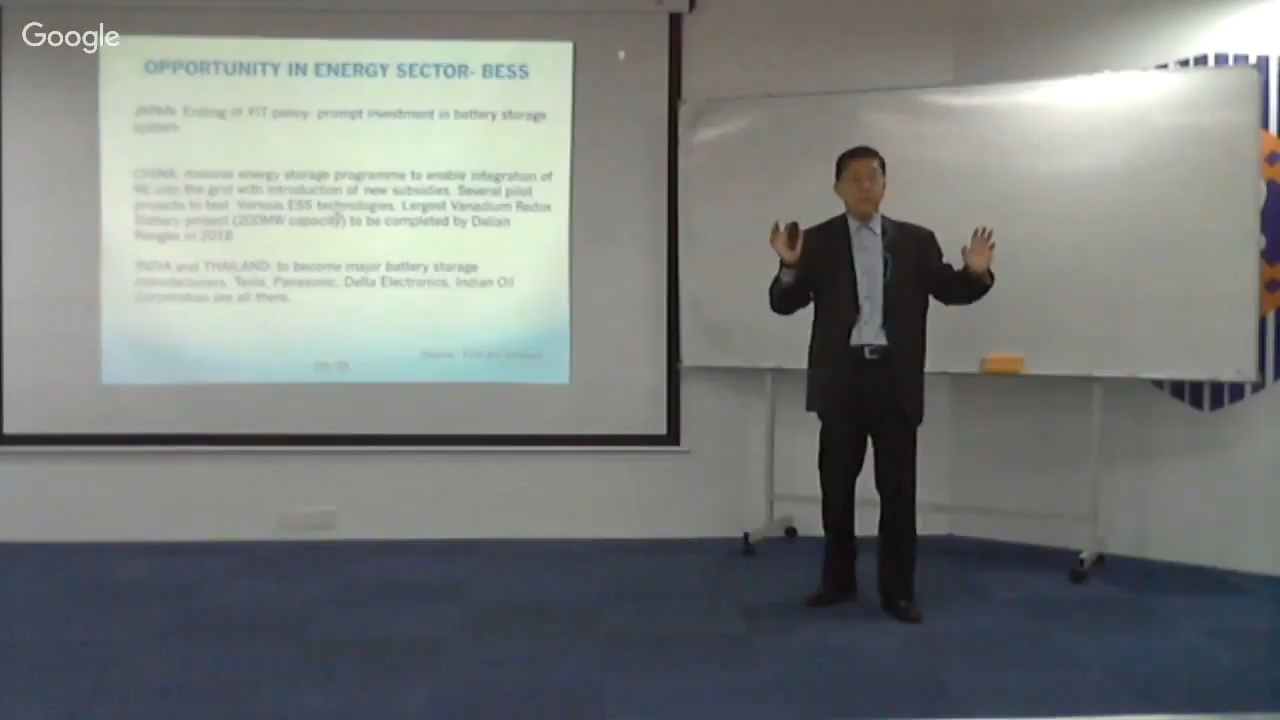 Google
OPPORTUNITY IN ENERGY SECTOR- BESS
JAPAN: Ending of FIT policy- prompt investment in battery storage
system
CHINA: massive energy storage programme to enable integration of
RE into the grid with introduction of new subsidies. Several pilot
projects to test Various ESS technologies. Largest Vanadium Redox
Battery project (200MW capacity) to be completed by Dalian
Rongke in 2018
INDIA and THAILAND: to become major battery storage
manufacturers, Tesla, Panasonic, Delta Electronics, Indian Oil
Corporation are all there.